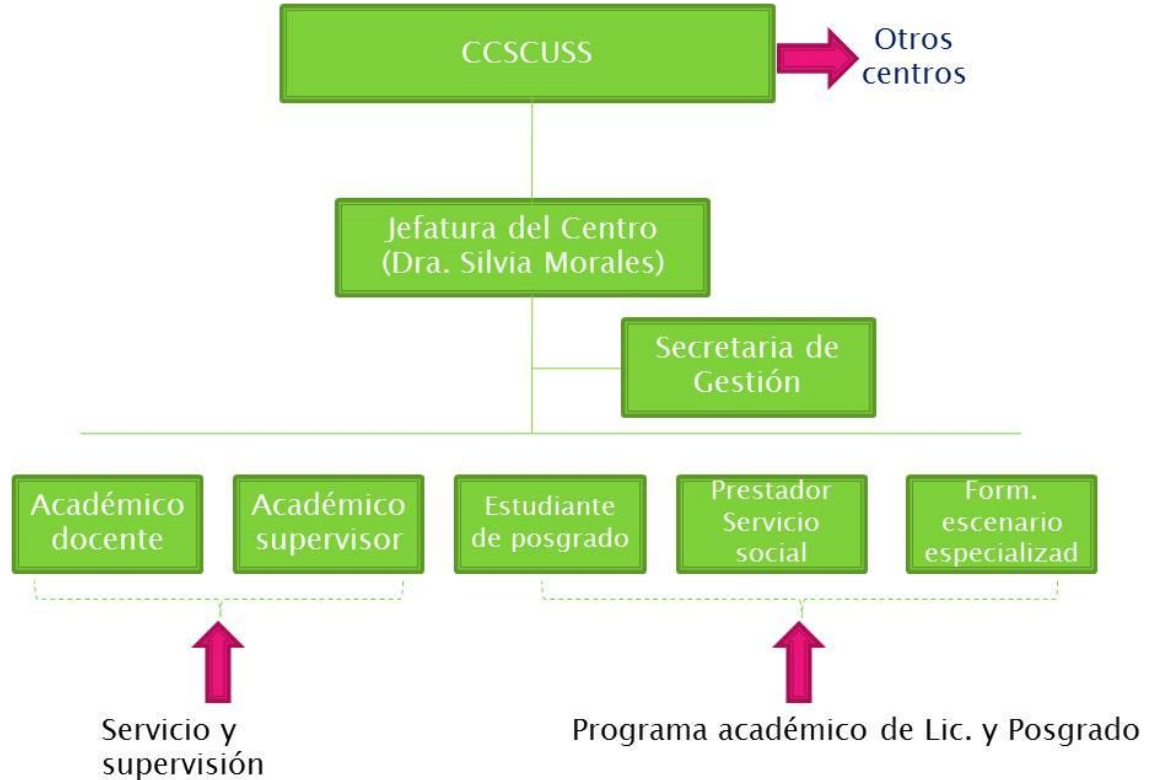 CCSCUSS
Otros
centros
Jefatura del Centro
(Dra. Silvia Morales)
Secretaria de
Gestión
Académico
docente
Académico
supervisor
Estudiante
de posgrado
Prestador
Servicio
social
Form.
escenario
especializad
Servicio y
supervisión
Programa académico de Lic. y Posgrado